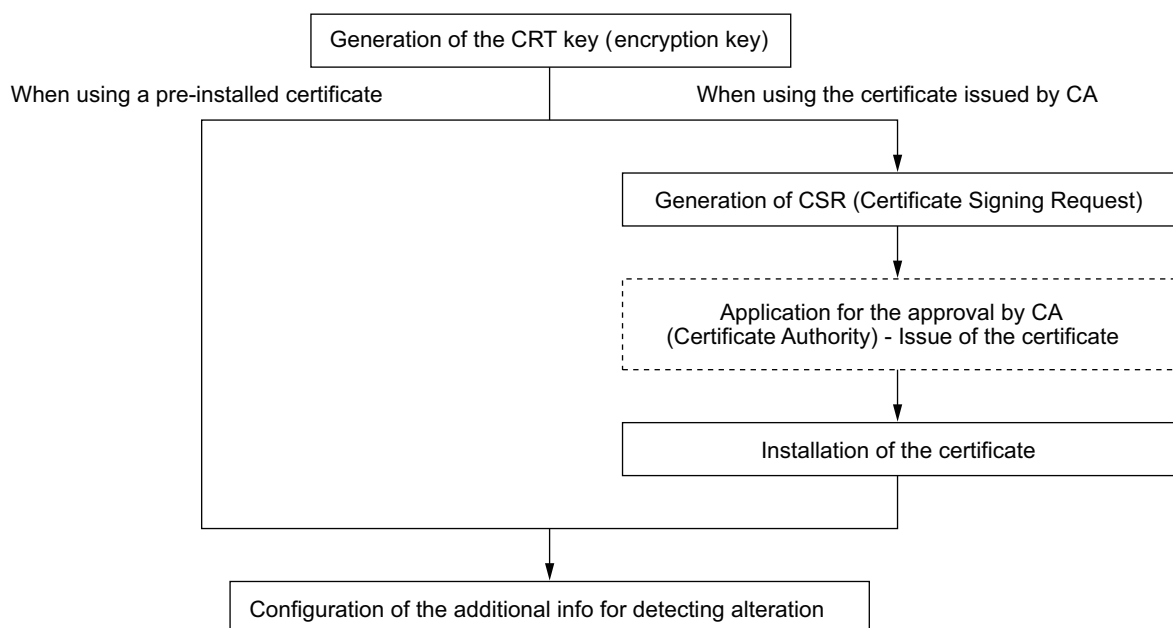 Generation of the CRT key (encryption key)
When using a pre-installed certificate
When using the certificate issued by CA
Generation of CSR (Certificate Signing Request)
Application for the approval by CA
(Certificate Authority) - Issue of the certificate
Installation of the certificate
Configuration of the additional info for detecting alteration